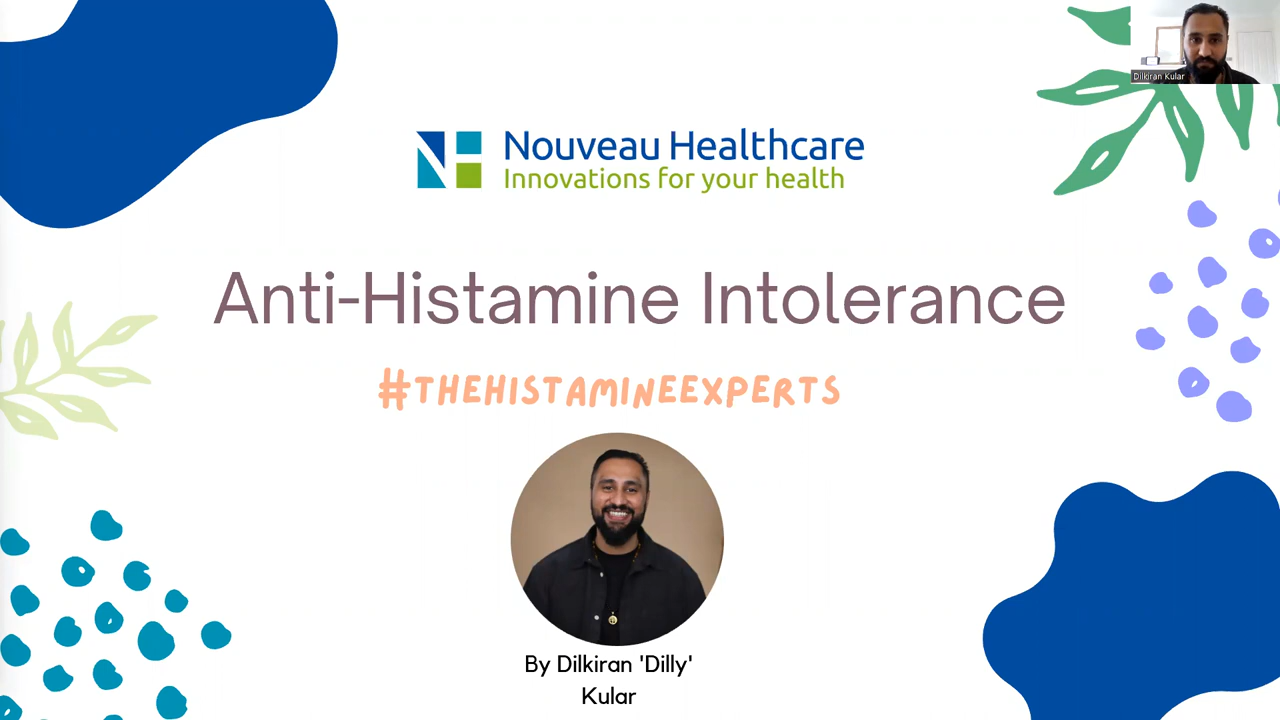 Dilkiran Kular
Nouveau Healthcare
Innovations for your health
Anti-Histamine Intolerance
#THEHISTAMINEEXPERTS
By Dilkiran 'Dilly'
Kular